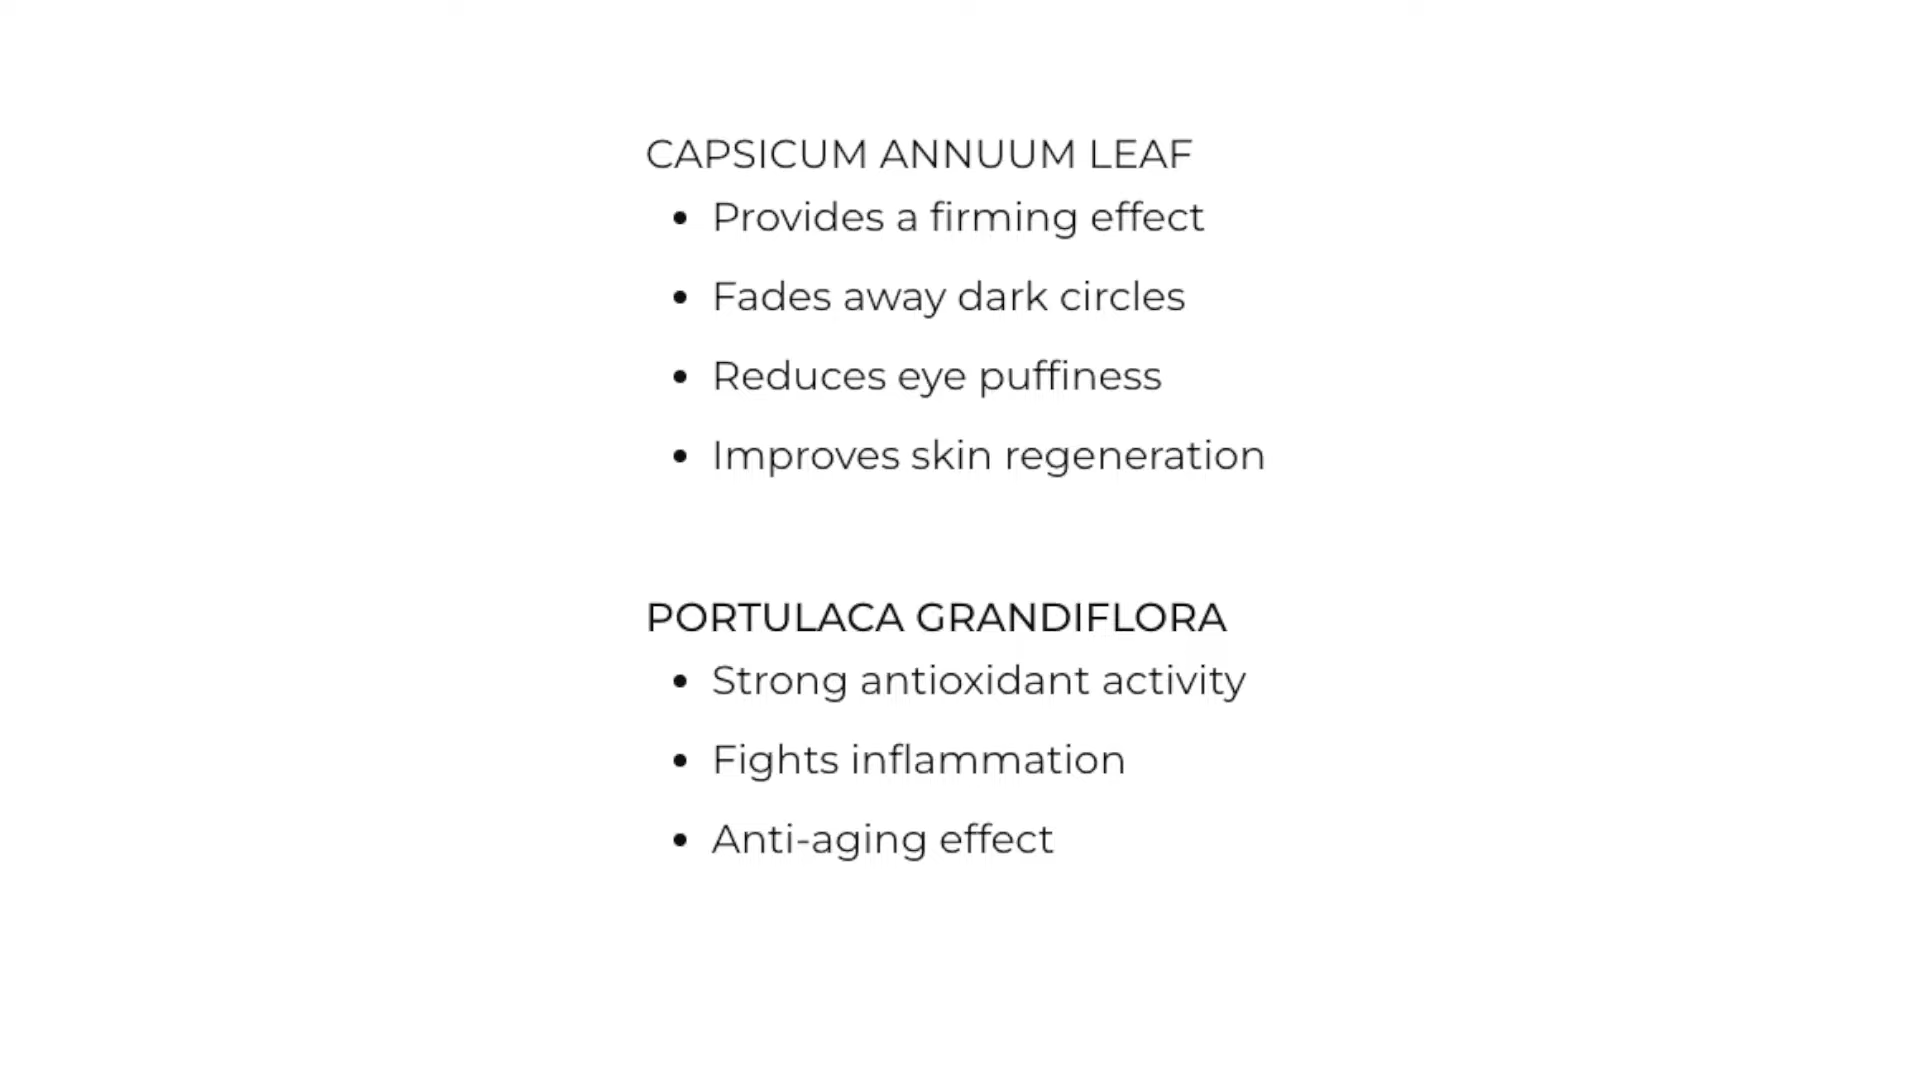 CAPSICUM ANNUUM LEAF
• Provides a firming effect
• Fades away dark circles
• Reduces eye puffiness
• Improves skin regeneration
PORTULACA GRANDIFLORA
• Strong antioxidant activity
• Fights inflammation
• Anti-aging effect